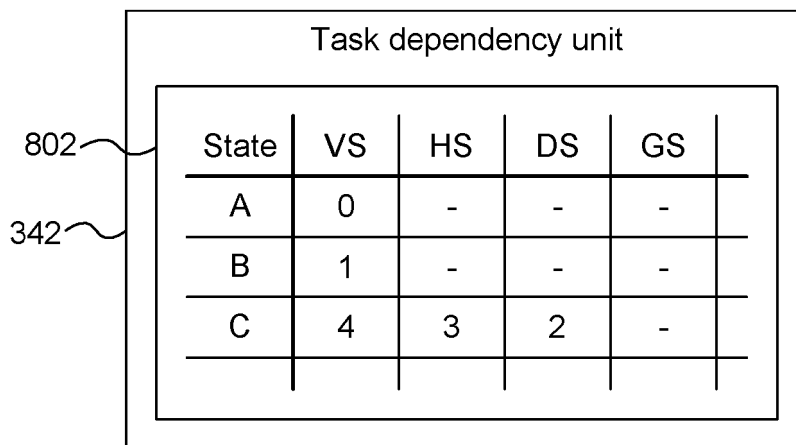 Task dependency unit
802
State VS HS DS GS
A 0 - - -
342
B 1 - - -
C 4 3 2 -